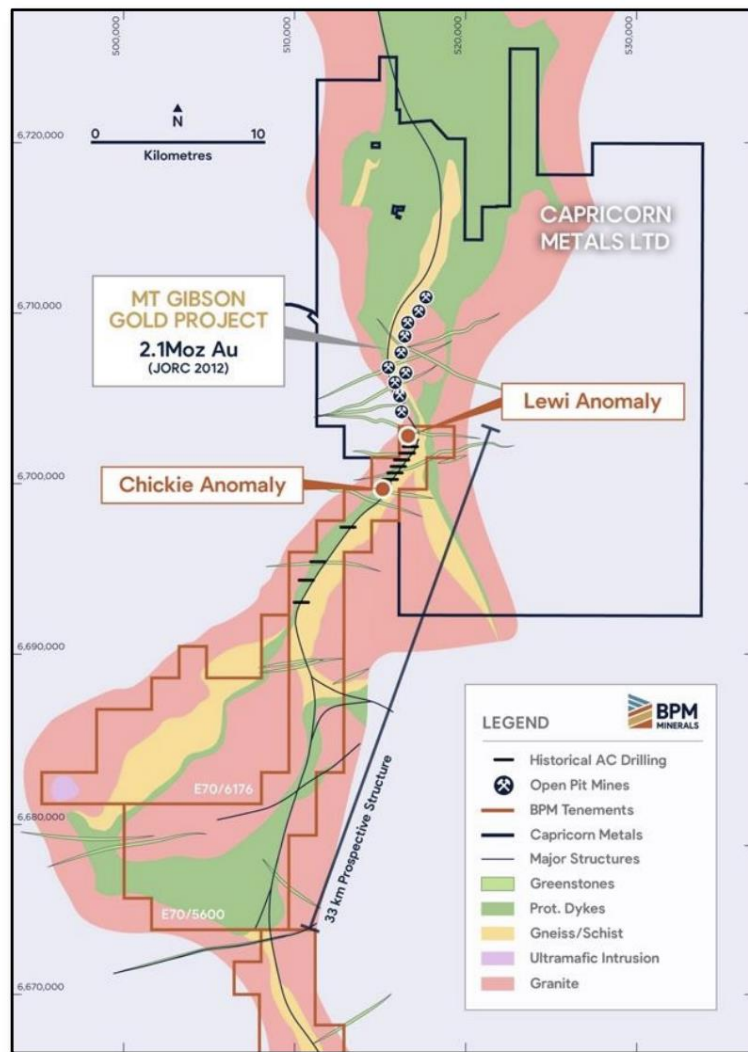 500,000
510,000
520,000
530,000
N
0 10
Kilometres
6,720,000
CAPRICORN
METALS LTD
6,710,000
MT GIBSON
GOLD PROJECT
2.1Moz Au
(JORC 2012)
Lewi Anomaly
6,700,000
Chickie Anomaly
6,690,000
33 km Prospective Structure
E70/6176
6,680,000
E70/5600
6,670,000
LEGEND
BPM
MINERALS
Historical AC Drilling
Open Pit Mines
BPM Tenements
Capricorn Metals
Major Structures
Greenstones
Prot. Dykes
Gneiss/Schist
Ultramafic Intrusion
Granite